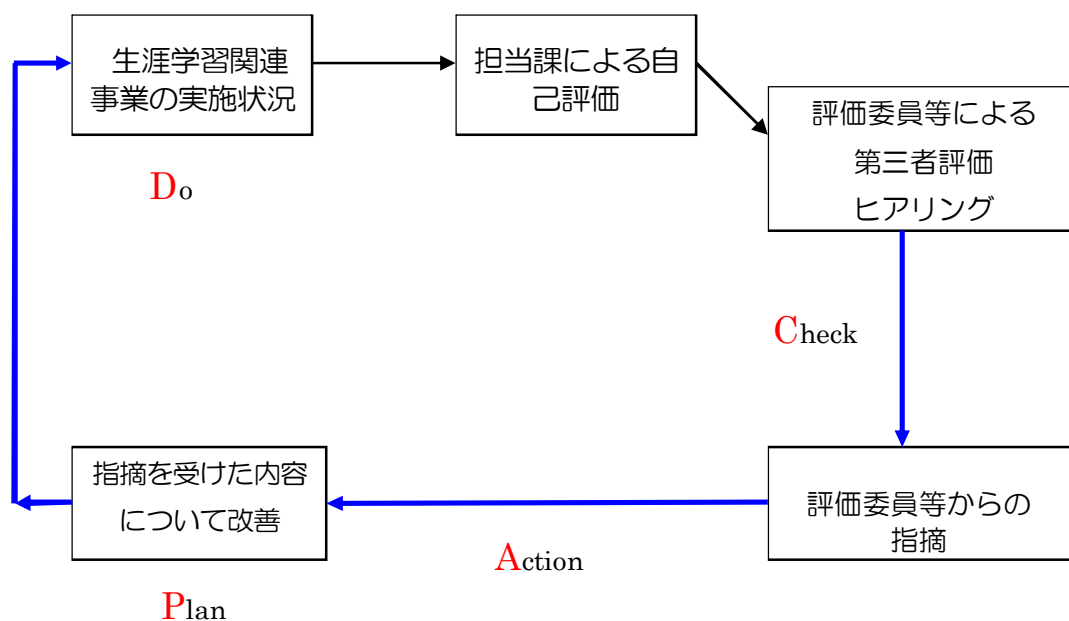 生涯学習関連
事業の実施状況
担当課による自
己評価
評価委員等による
第三者評価
ヒアリング
Do
Check
指摘を受けた内容
について改善
評価委員等からの
指摘
Action
Plan